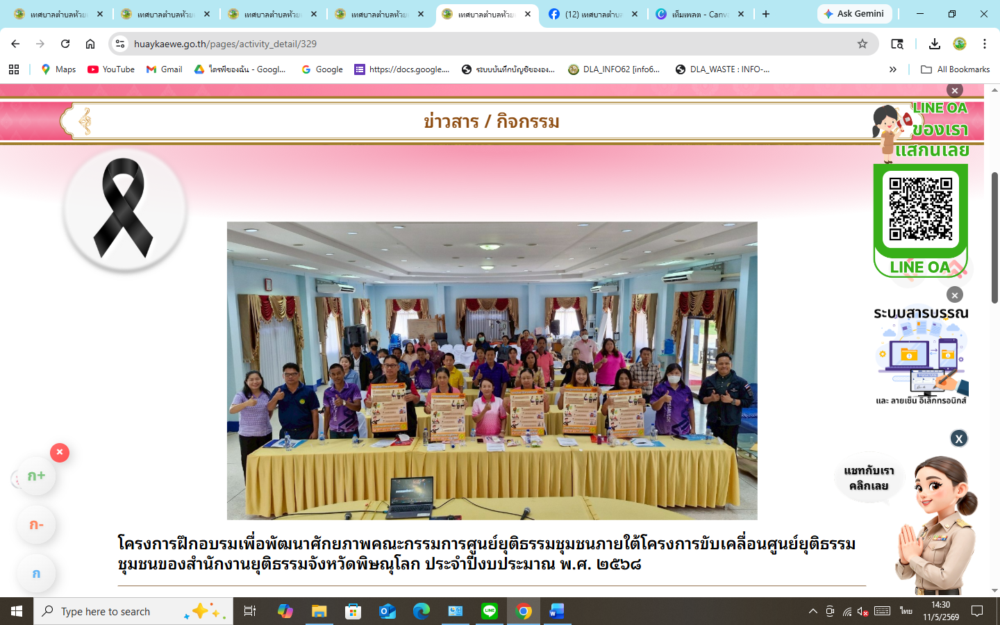 เทศบาลตำบลห้วย
เทศบาลตำบลห้วย
เทศบาลตำบลห้วย
เทศบาลตำบลห้วย
เทศบาลตำบลห้วย
(12) เทศบาลตำบล
เท็มเพลต - Canv
Ask Gemini
huaykaewe.go.th/pages/activity_detail/329
Maps
YouTube
Gmail
ไดรฟ์ของฉัน - Googl...
Google
https://docs.google....
ระบบบันทึกบัญชีขององ...
DLA_INFO62 [info6...
DLA_WASTE : INFO-...
All Bookmarks
ข่าวสาร / กิจกรรม
LINE OA
ของเรา
แสกนเลย
LINE OA
ระบบสารบรรณ
และ ลายเซ็น อิเล็กทรอนิกส์
X
แชทกับเรา
คลิกเลย
ก+
ก-
ก
โครงการฝึกอบรมเพื่อพัฒนาศักยภาพคณะกรรมการศูนย์ยุติธรรมชุมชนภายใต้โครงการขับเคลื่อนศูนย์ยุติธรรม
ชุมชนของสำนักงานยุติธรรมจังหวัดพิษณุโลก ประจำปีงบประมาณ พ.ศ. ๒๕๖๘
Type here to search
ไทย
14:30
11/5/2569